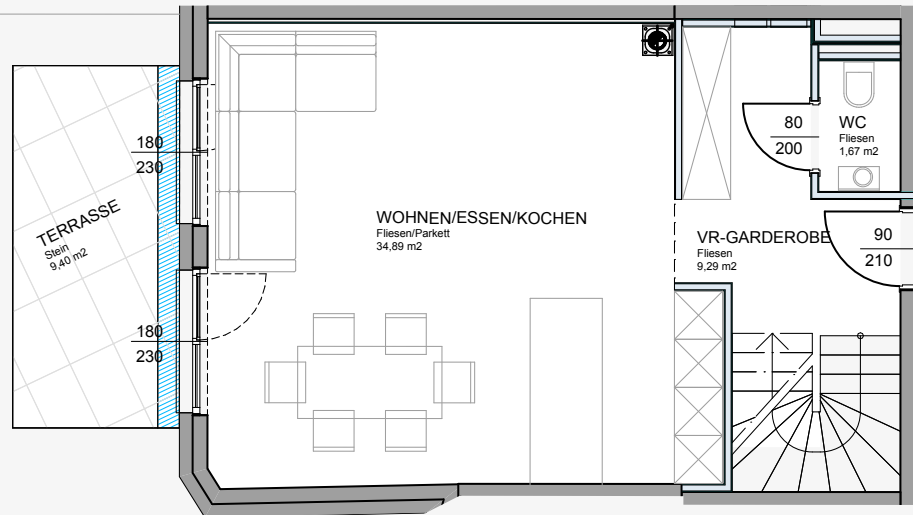 180
230
TERRASSE
Stein
9,40 m2
180
230
WOHNEN/ESSEN/KOCHEN
Fliesen/Parkett
34,89 m2
80
200
WC
Fliesen
1,67 m2
VR-GARDEROBE
Fliesen
9,29 m2
90
210